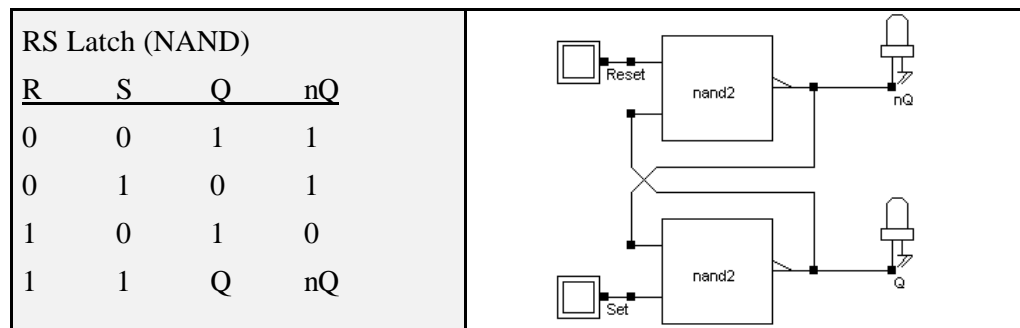 RS Latch (NAND)
R S Q nQ
0 0 1 1
0 1 0 1
1 0 1 0
1 1 Q nQ
Reset
nand2
nQ
nand2
Q
Set